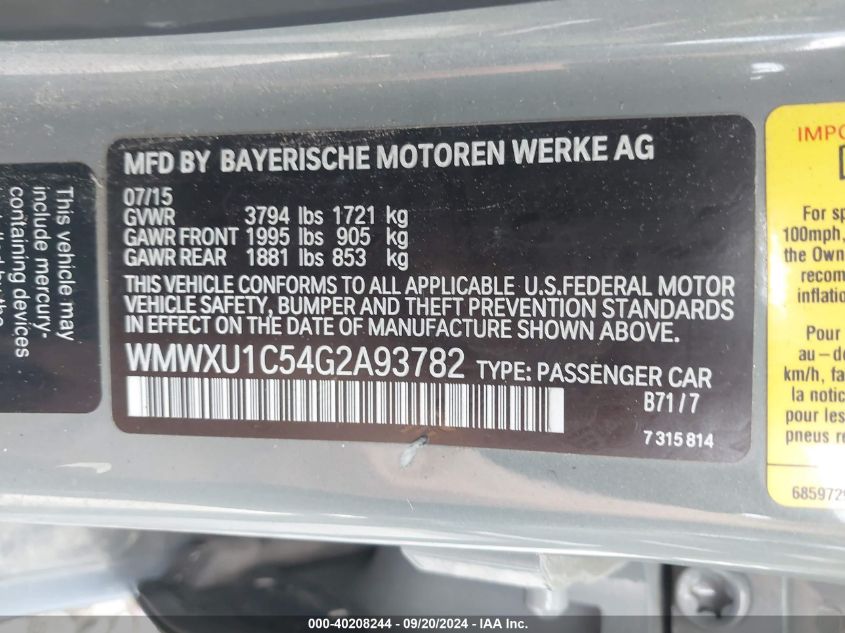 This vehicle may
include mercury-
containing devices
MFD BY BAYERISCHE MOTOREN WERKE AG
07/15
GVWR 3794 lbs 1721 kg
GAWR FRONT 1995 lbs 905 kg
GAWR REAR 1881 lbs 853 kg
THIS VEHICLE CONFORMS TO ALL APPLICABLE U.S.FEDERAL MOTOR
VEHICLE SAFETY, BUMPER AND THEFT PREVENTION STANDARDS
IN EFFECT ON THE DATE OF MANUFACTURE SHOWN ABOVE.
WMWXU1C54G2A93782 TYPE: PASSENGER CAR
B71/7
7 315 814
IMPO
For sp
100mph,
the Own
recom
inflatio
Pour
au-de
km/h, fa
la notic
pour les
pneus re
6859729
000-40208244 - 09/20/2024 - IAA Inc.